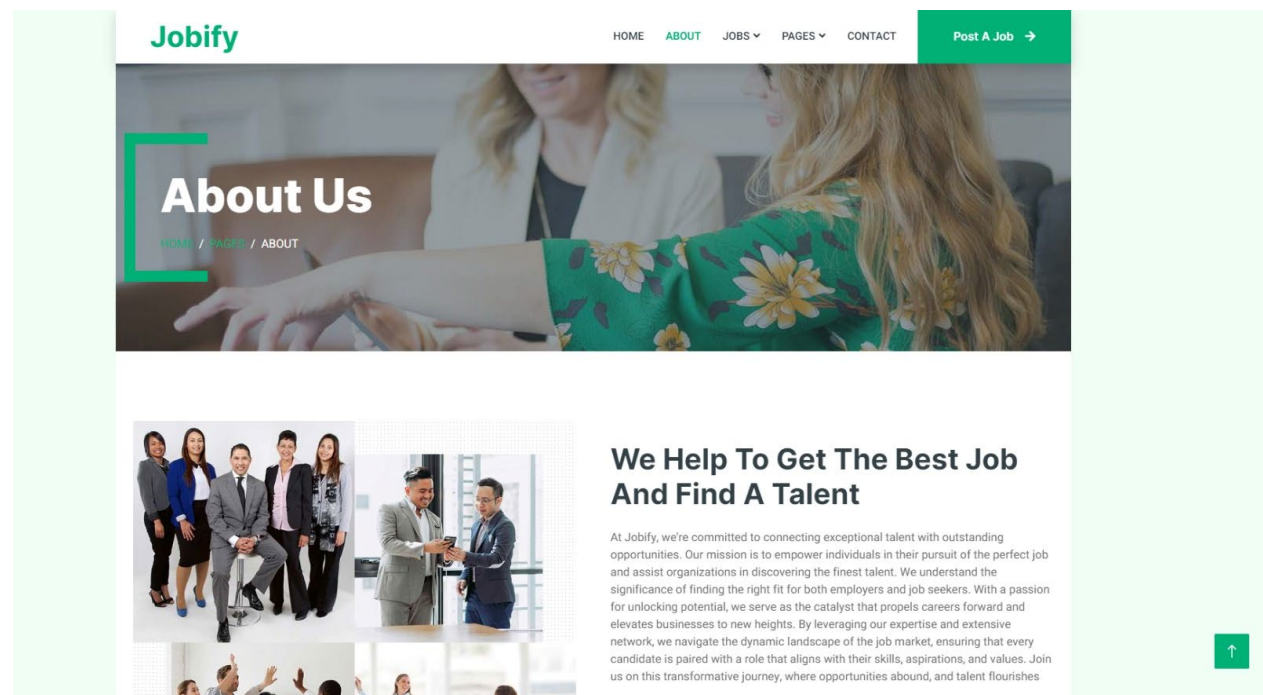 Jobify
HOME ABOUT JOBS PAGES CONTACT Post A Job
About Us
HOME / PAGES / ABOUT
We Help To Get The Best Job
And Find A Talent
At Jobify, we're committed to connecting exceptional talent with outstanding
opportunities. Our mission is to empower individuals in their pursuit of the perfect job
and assist organizations in discovering the finest talent. We understand the
significance of finding the right fit for both employers and job seekers. With a passion
for unlocking potential, we serve as the catalyst that propels careers forward and
elevates businesses to new heights. By leveraging our expertise and extensive
network, we navigate the dynamic landscape of the job market, ensuring that every
candidate is paired with a role that aligns with their skills, aspirations, and values. Join
us on this transformative journey, where opportunities abound, and talent flourishes